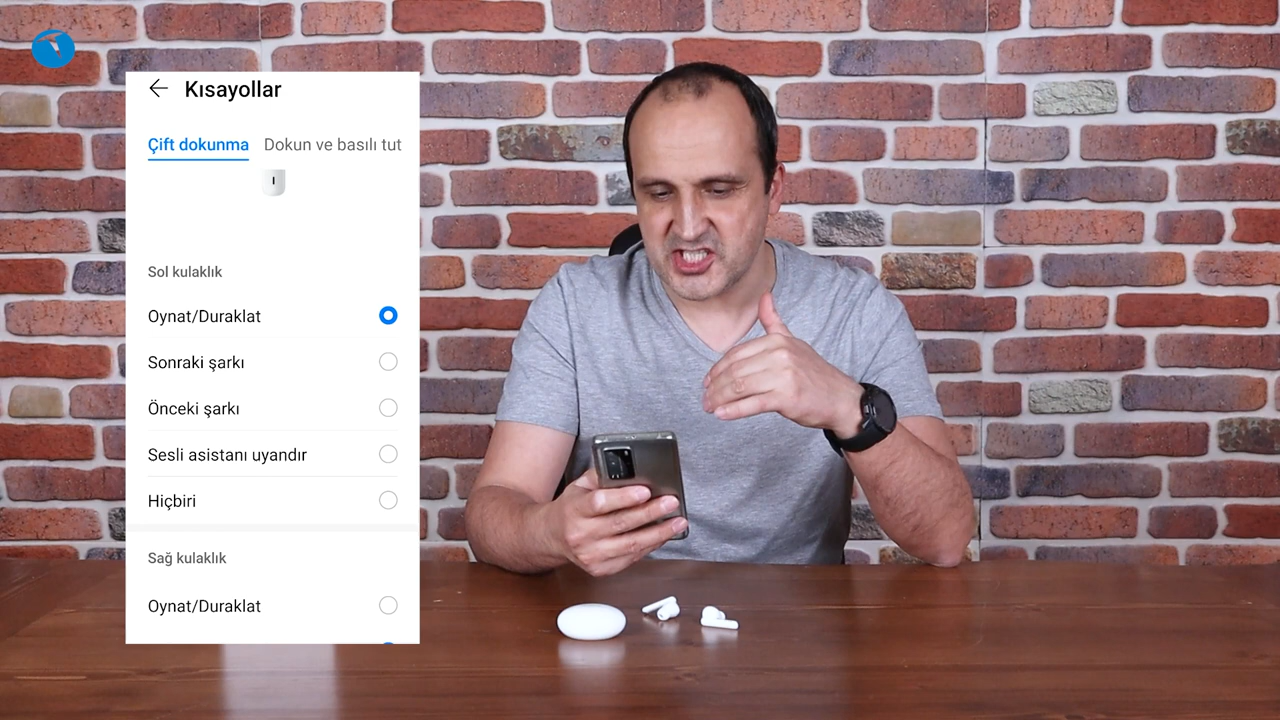 Kısayollar
Çift dokunma Dokun ve basılı tut
Sol kulaklık
Oynat/Duraklat
Sonraki şarkı
Önceki şarkı
Sesli asistanı uyandır
Hiçbiri
Sağ kulaklık
Oynat/Duraklat